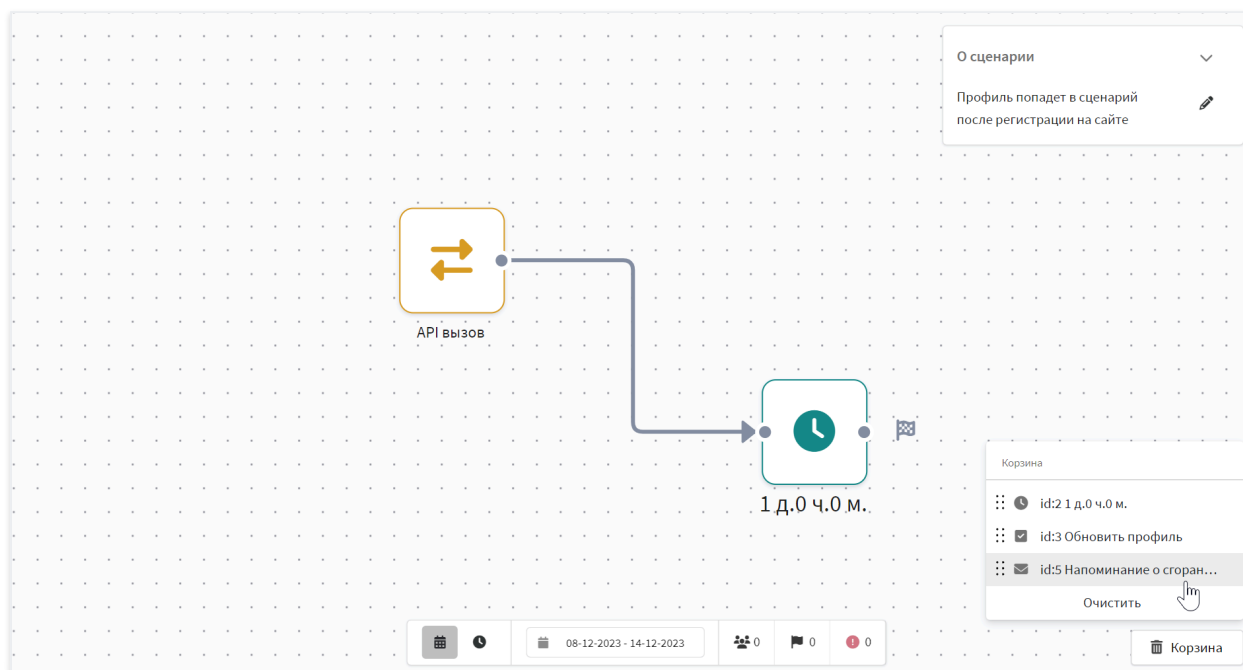 О сценарии
Профиль попадет в сценарий
после регистрации на сайте
API вызов
1 д.0 ч.0 м.
Корзина
id:2 1 д.0 ч.0 м.
id:3 Обновить профиль
id:5 Напоминание о сгоран...
Очистить
08-12-2023 - 14-12-2023
0
0
0
Корзина